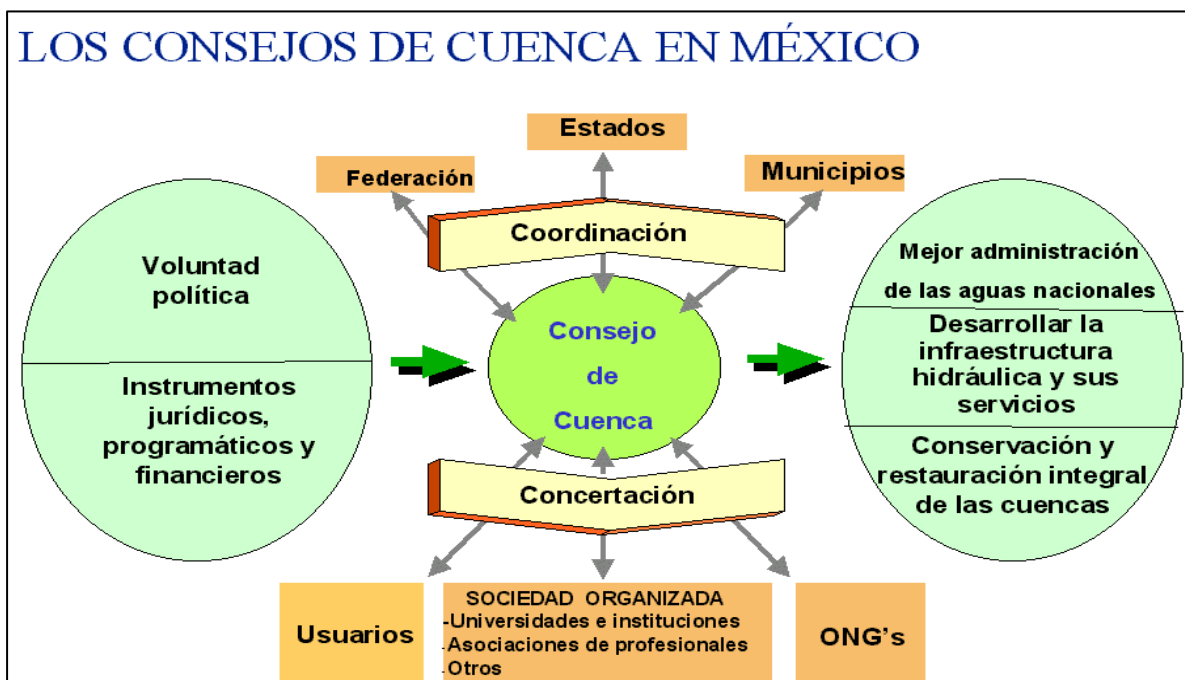 LOS CONSEJOS DE CUENCA EN MÉXICO
Estados
Federación
Municipios
Coordinación
Voluntad
política
Instrumentos
jurídicos,
programáticos y
financieros
Consejo
de
Cuenca
Mejor administración
de las aguas nacionales
Desarrollar la
infraestructura
hidráulica y sus
servicios
Conservación y
restauración integral
de las cuencas
Concertación
Usuarios
SOCIEDAD ORGANIZADA
-Universidades e instituciones
-Asociaciones de profesionales
-Otros
ONG's